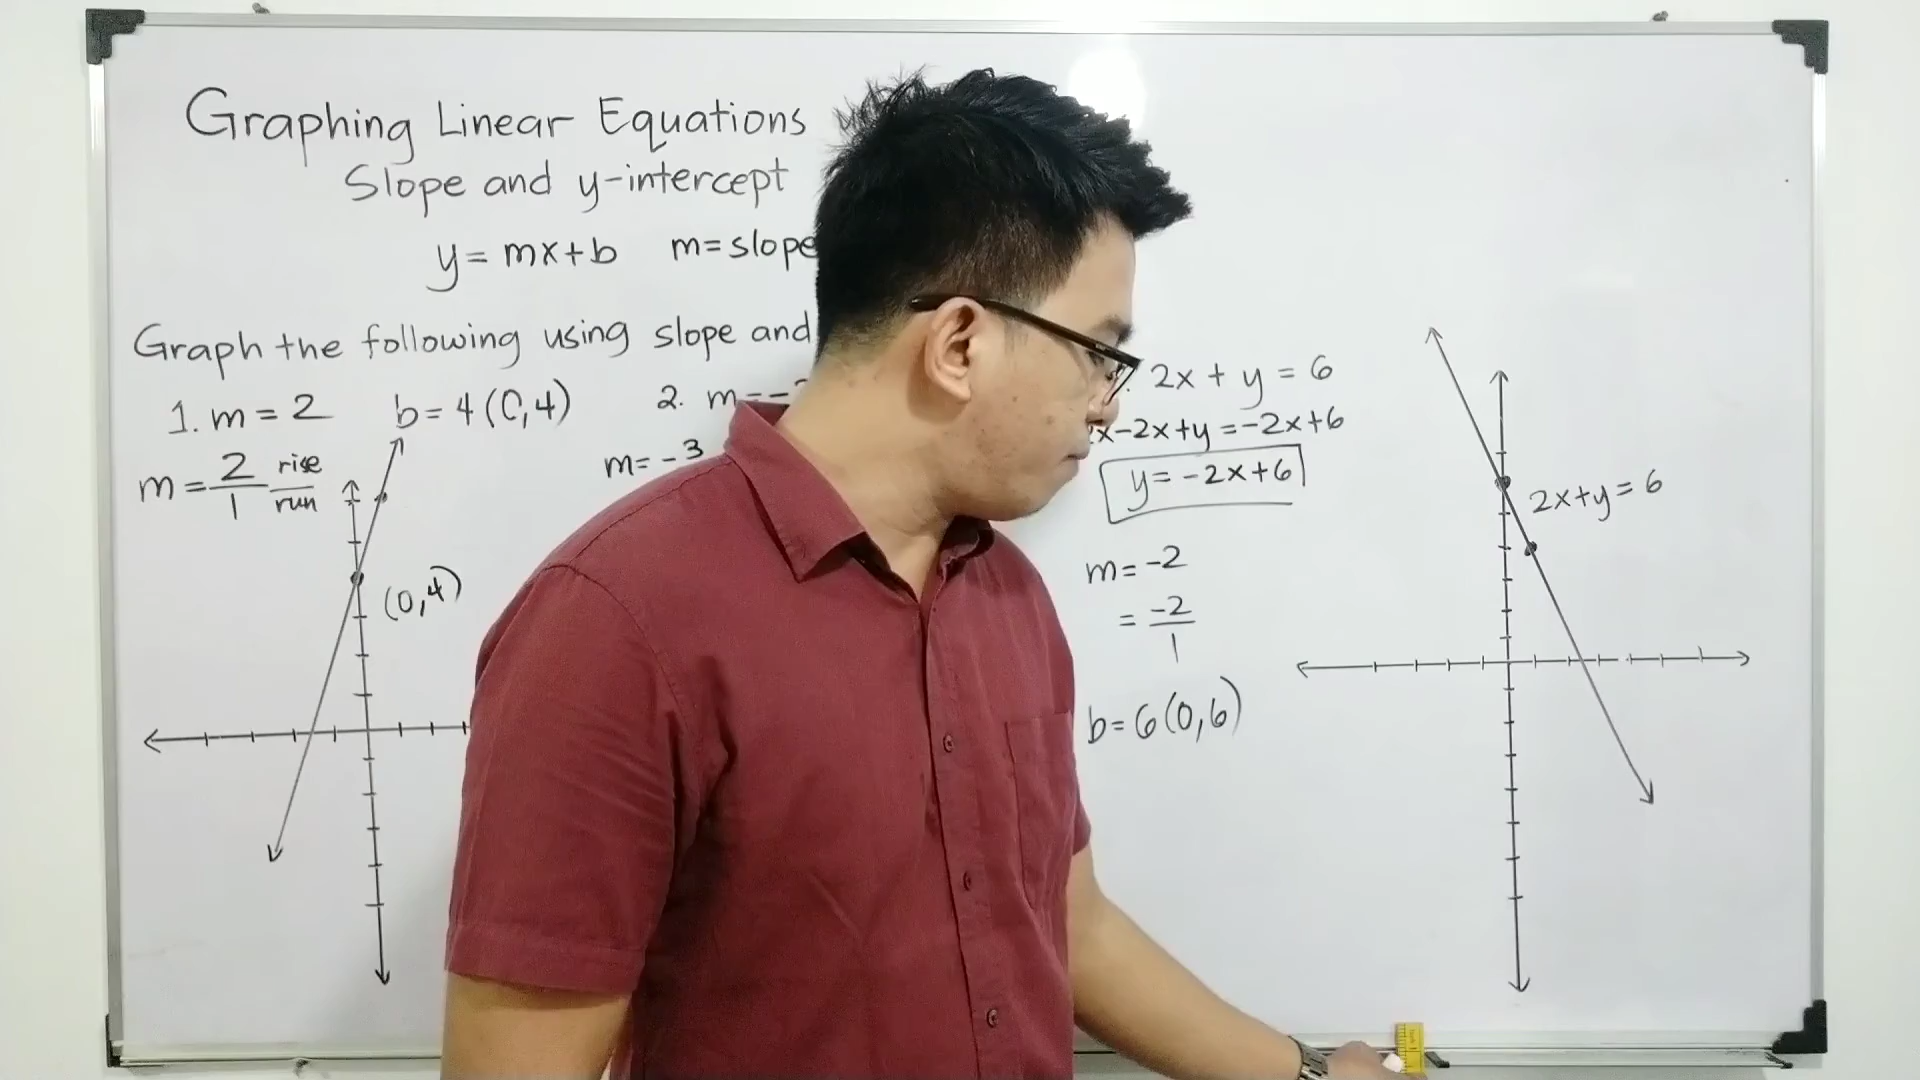 Graphing Linear Equations
Slope and y-intercept
y = mx+b m=slope
Graph the following using slope and
1. m = 2 b= 4 (0,4)
m = 2/1 rise/run
(0,4)
2. m=-
m= -3
2x + y = 6
x-2x+y = -2x+6
y= -2x+6
m= -2
= -2/1
b= 6 (0,6)
2x+y= 6